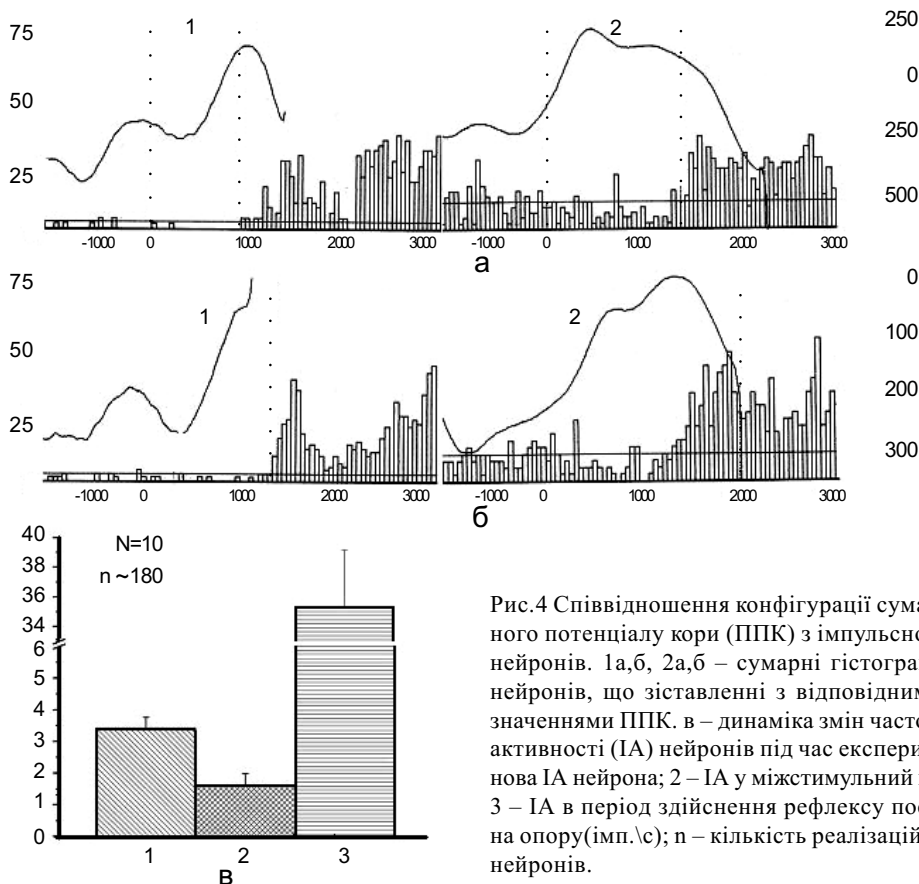 75 1 2 250
50 0
25 250
500
-1000 0 1000 2000 3000 -1000 0 1000 2000 3000
а
75 1 2 0
50 100
25 200
300
-1000 0 1000 2000 3000 -1000 0 1000 2000 3000
б
40
38
36
34
6
5
4
3
2
1
0
N=10
n ~180
1 2 3
в
Рис.4 Співвідношення конфігурації сума
ного потенціалу кори (ППК) з імпульсно
нейронів. 1а,б, 2а,б – сумарні гістограм
нейронів, що зіставленні з відповідним
значеннями ППК. в – динаміка змін часто
активності (ІА) нейронів під час експери
нова ІА нейрона; 2 – ІА у міжстимульний
3 – ІА в період здійснення рефлексу пос
на опору(імп.\с); n – кількість реалізацій
нейронів.